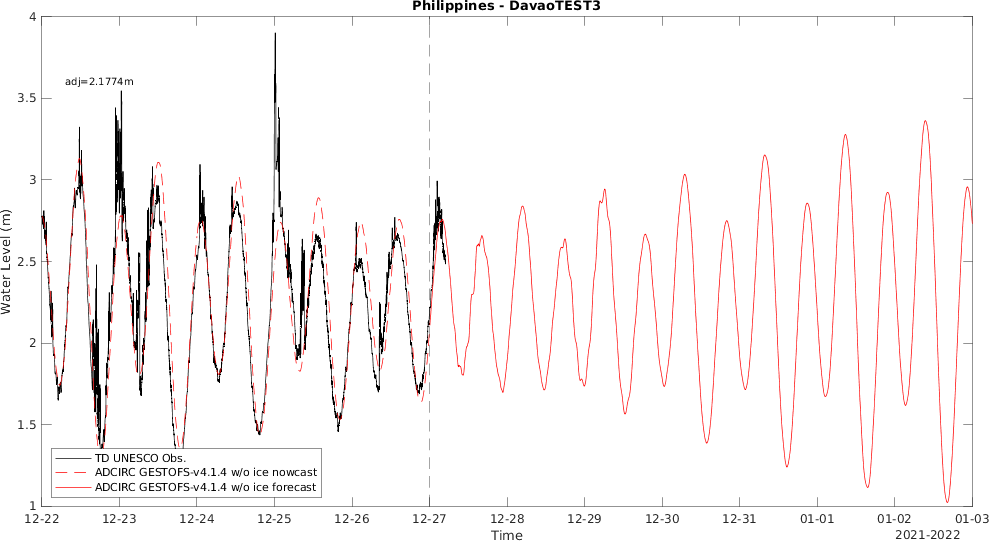 Philippines - DavaoTEST3
4
3.5
3
2.5
2
1.5
1
Water Level (m)
adj=2.1774m
TD UNESCO Obs.
ADCIRC GESTOFS-v4.1.4 w/o ice nowcast
ADCIRC GESTOFS-v4.1.4 w/o ice forecast
12-22 12-23 12-24 12-25 12-26 12-27 12-28 12-29 12-30 12-31 01-01 01-02 01-03
Time
2021-2022